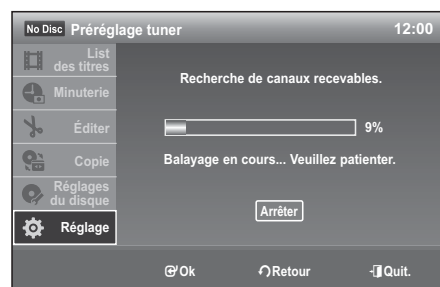 No Disc Préréglage tuner 12:00
List
des titres
Minuterie
Éditer
Copie
Réglages
du disque
Réglage
Recherche de canaux recevables.
9%
Balayage en cours... Veuillez patienter.
Arrêter
Ok Retour Quit.